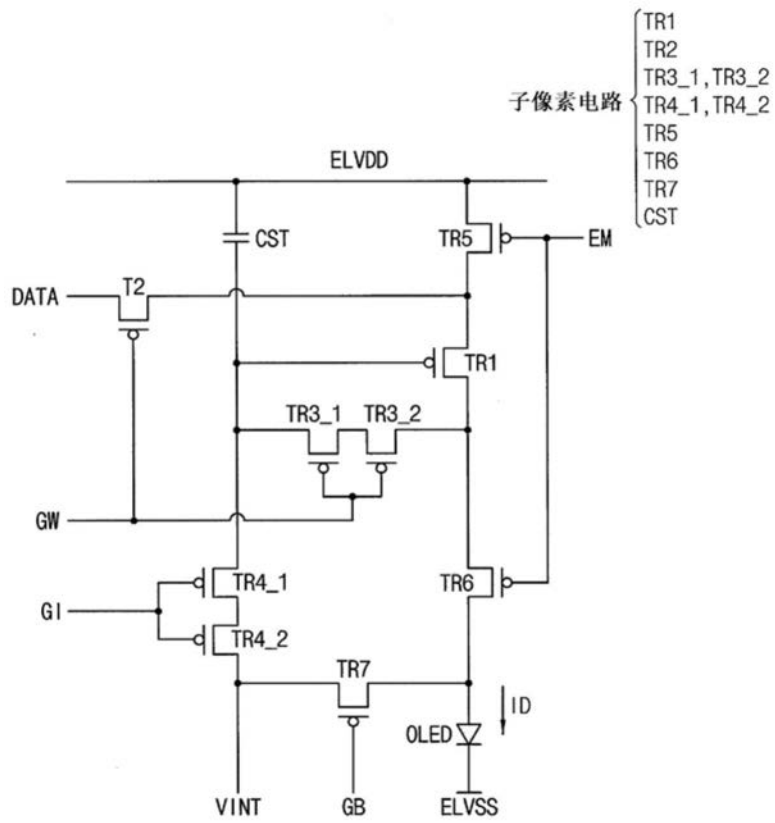 TR1
TR2
TR3_1,TR3_2
子像素电路
TR4_1,TR4_2
TR5
TR6
TR7
CST
ELVDD
CST
TR5
EM
T2
DATA
TR1
TR3_1
TR3_2
GW
TR4_1
TR6
GI
TR4_2
TR7
ID
OLED
VINT
GB
ELVSS